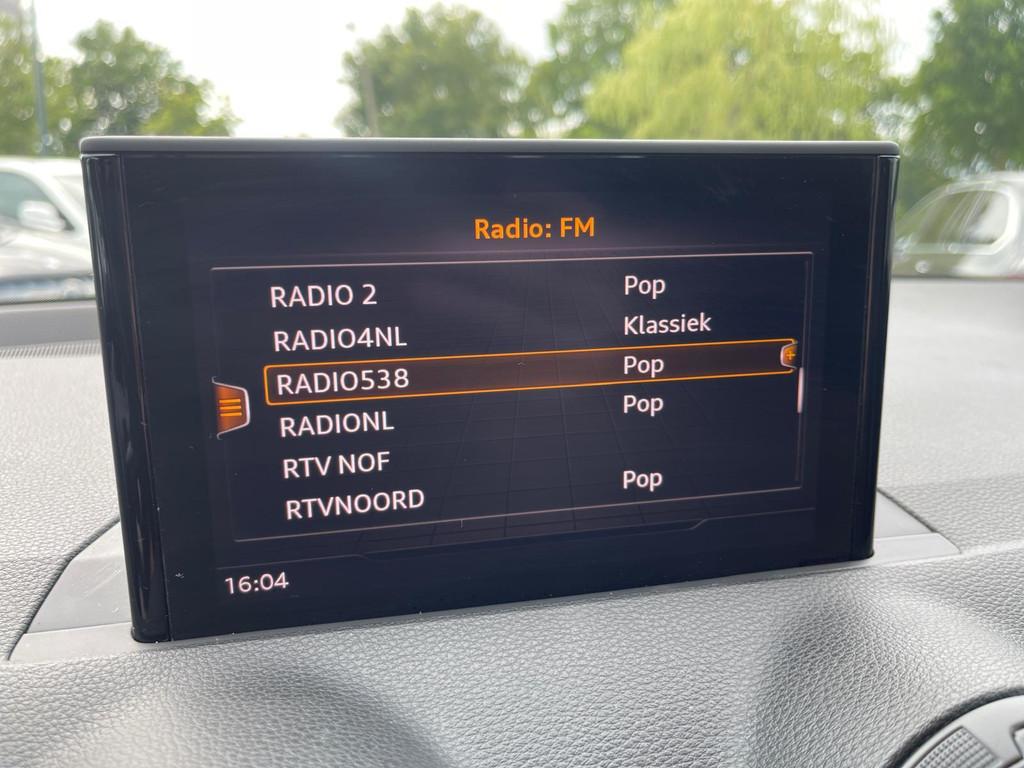 Radio: FM
RADIO 2 Pop
RADIO4NL Klassiek
RADIO538 Pop
RADIONL Pop
RTV NOF
RTVNOORD Pop
16:04